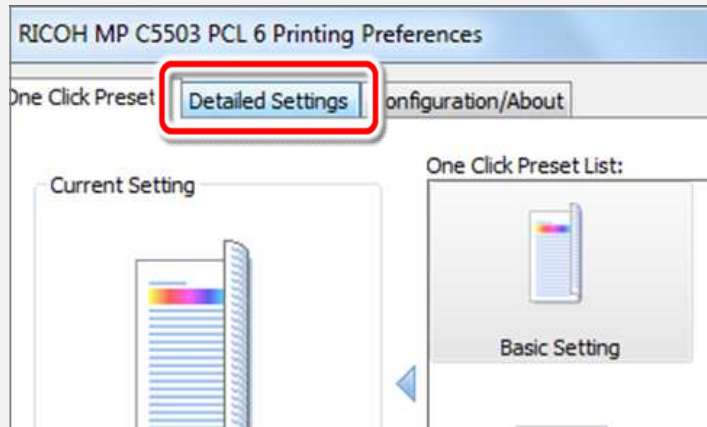 RICOH MP C5503 PCL 6 Printing Preferences
One Click Preset Detailed Settings onfiguration/About
One Click Preset List:
Current Setting
Basic Setting